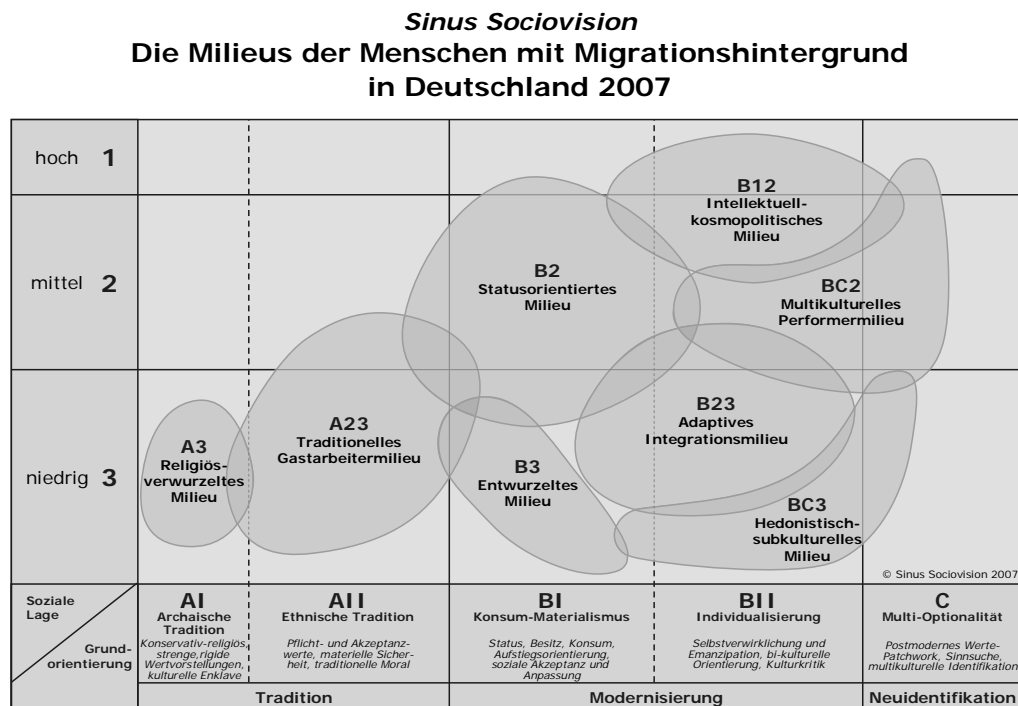 Sinus Sociovision
Die Milieus der Menschen mit Migrationshintergrund
in Deutschland 2007
hoch 1
mittel 2
niedrig 3
B12
Intellektuell-
kosmopolitisches
Milieu
B2
Statusorientiertes
Milieu
BC2
Multikulturelles
Performermilieu
A3
Religiös-
verwurzeltes
Milieu
A23
Traditionelles
Gastarbeitermilieu
B3
Entwurzeltes
Milieu
B23
Adaptives
Integrationsmilieu
BC3
Hedonistisch-
subkulturelles
Milieu
© Sinus Sociovision 2007
Soziale
Lage
Grund-
orientierung
AI
Archaische
Tradition
Konservativ-religiös,
strenge,rigide
Wertvorstellungen,
kulturelle Enklave
AII
Ethnische Tradition
Pflicht- und Akzeptanz-
werte, materielle Sicher-
heit, traditionelle Moral
BI
Konsum-Materialismus
Status, Besitz, Konsum,
Aufstiegsorientierung,
soziale Akzeptanz und
Anpassung
BII
Individualisierung
Selbstverwirklichung und
Emanzipation, bi-kulturelle
Orientierung, Kulturkritik
C
Multi-Optionalität
Postmodernes Werte-
Patchwork, Sinnsuche,
multikulturelle Identifikation
Tradition
Modernisierung
Neuidentifikation